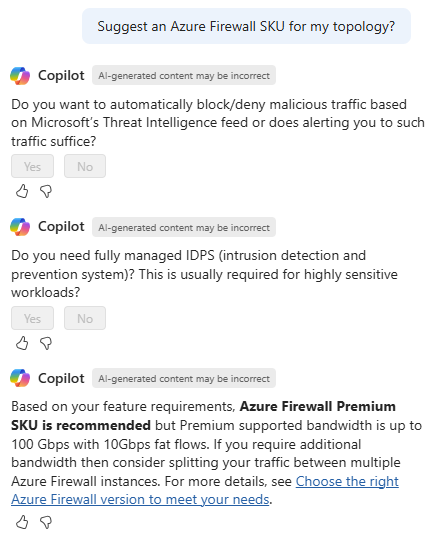 Suggest an Azure Firewall SKU for my topology?
Copilot AI-generated content may be incorrect
Do you want to automatically block/deny malicious traffic based
on Microsoft's Threat Intelligence feed or does alerting you to such
traffic suffice?
Yes No
Copilot AI-generated content may be incorrect
Do you need fully managed IDPS (intrusion detection and
prevention system)? This is usually required for highly sensitive
workloads?
Yes No
Copilot AI-generated content may be incorrect
Based on your feature requirements, Azure Firewall Premium
SKU is recommended but Premium supported bandwidth is up to
100 Gbps with 10Gbps fat flows. If you require additional
bandwidth then consider splitting your traffic between multiple
Azure Firewall instances. For more details, see Choose the right
Azure Firewall version to meet your needs.